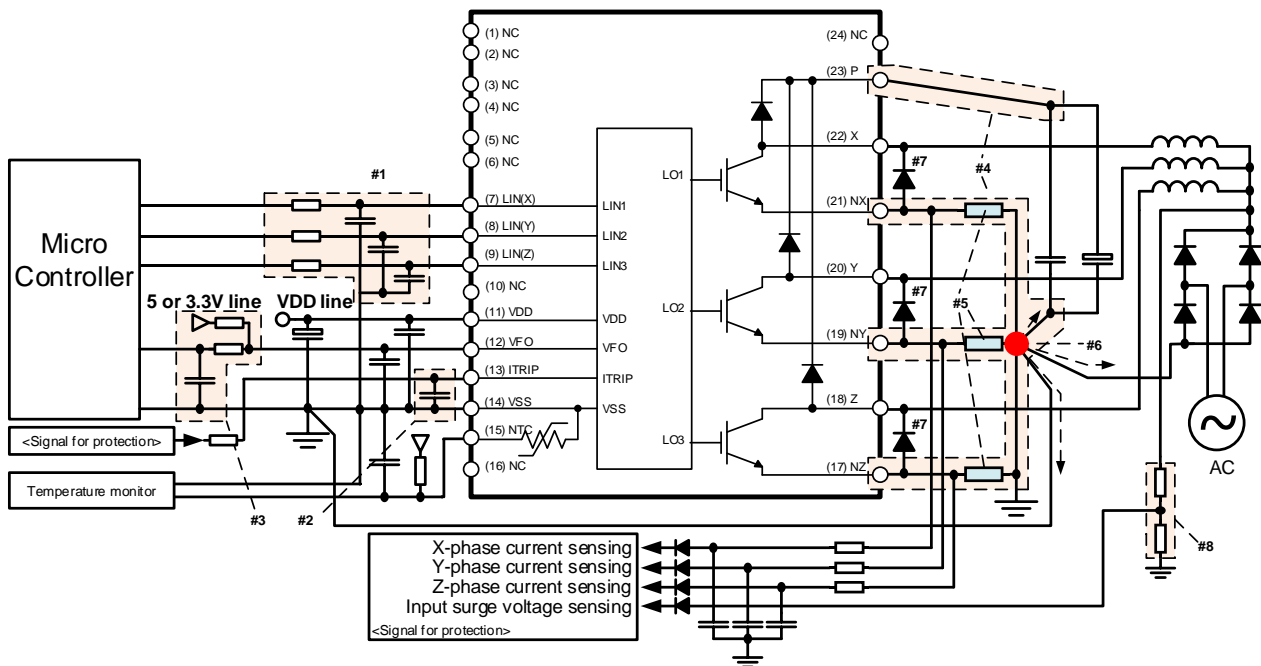 (1) NC
(2) NC
(3) NC
(4) NC
(5) NC
(6) NC
(7) LIN(X)
(8) LIN(Y)
(9) LIN(Z)
(10) NC
(11) VDD
(12) VFO
(13) ITRIP
(14) VSS
(15) NTC
(16) NC
LIN1
LIN2
LIN3
VDD
VFO
ITRIP
VSS
LO1
LO2
LO3
(24) NC
(23) P
(22) X
(21) NX
(20) Y
(19) NY
(18) Z
(17) NZ
Micro
Controller
#1
5 or 3.3V line
VDD line
<Signal for protection>
Temperature monitor
#3
#2
#7
#4
#7
#5
#6
#7
AC
#8
X-phase current sensing
Y-phase current sensing
Z-phase current sensing
Input surge voltage sensing
<Signal for protection>